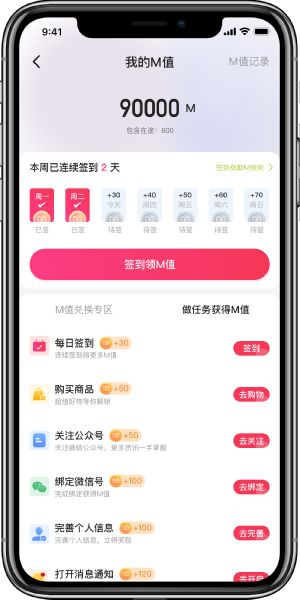 9:41
我的M值
M值记录
90000 M
包含在途：600
本周已连续签到 2 天
签到获取M规则
周一 周二 +30 +40 +50 +60 +70
今天 周四 周五 周六 周日
已签 已签 待签 待签 待签 待签 待签
签到领M值
M值兑换专区 做任务获得M值
每日签到 +30
连续签到得更多M值
签到
购买商品 +50
超值好物等你解锁
去购物
关注公众号 +50
关注微信公众号，更多资讯一手掌握
去关注
绑定微信号 +100
完成绑定获得M值
去绑定
完善个人信息 +100
完善个人信息，立得奖励
去完善
打开消息通知 +120
去开启